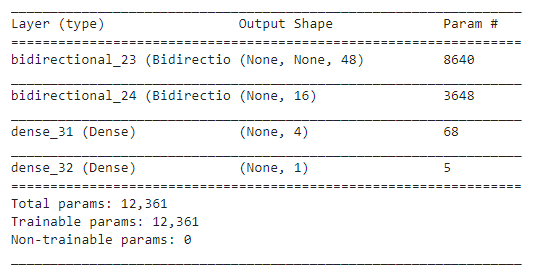 Layer (type) Output Shape Param #
=================================================================
bidirectional_23 (Bidirectio (None, None, 48) 8640
bidirectional_24 (Bidirectio (None, 16) 3648
dense_31 (Dense) (None, 4) 68
dense_32 (Dense) (None, 1) 5
=================================================================
Total params: 12,361
Trainable params: 12,361
Non-trainable params: 0